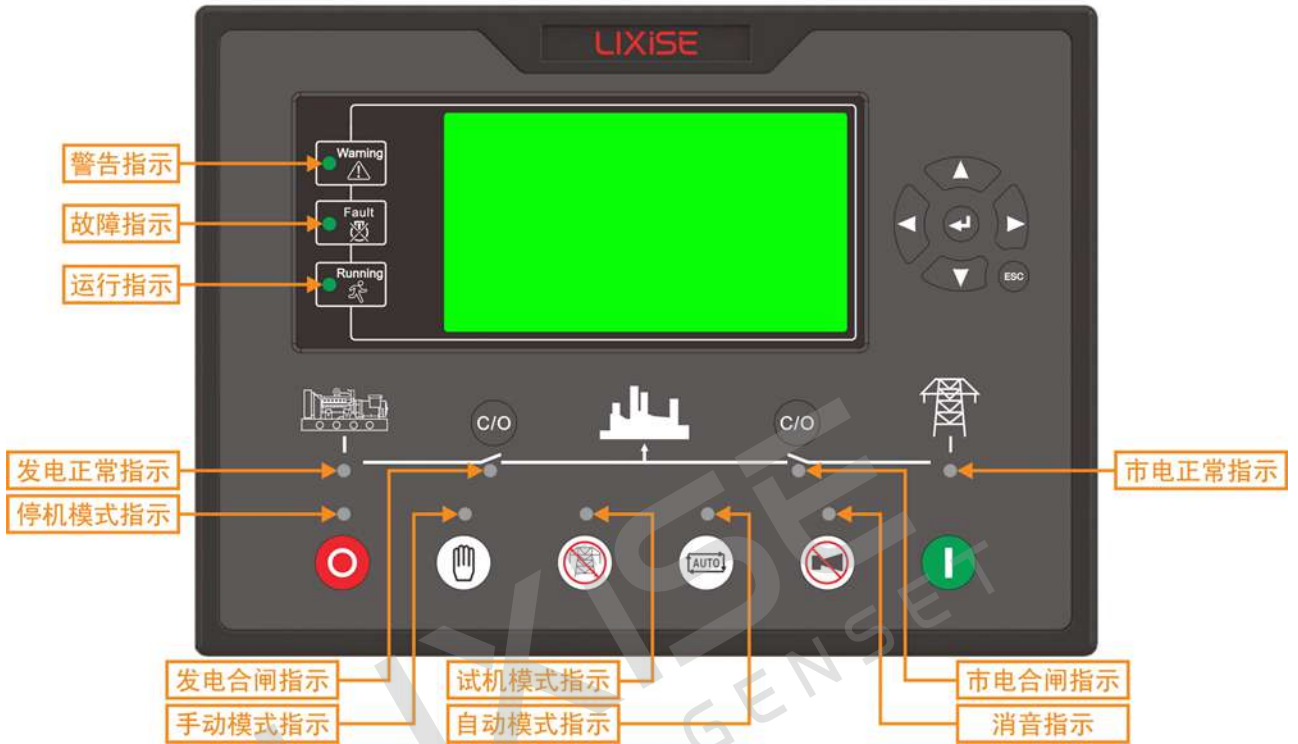 LIXiSE
Warning
警告指示
Fault
故障指示
Running
运行指示
ESC
C/O
C/O
发电正常指示
市电正常指示
停机模式指示
AUTO
LIXISE
GENSET
发电合闸指示
试机模式指示
市电合闸指示
手动模式指示
自动模式指示
消音指示